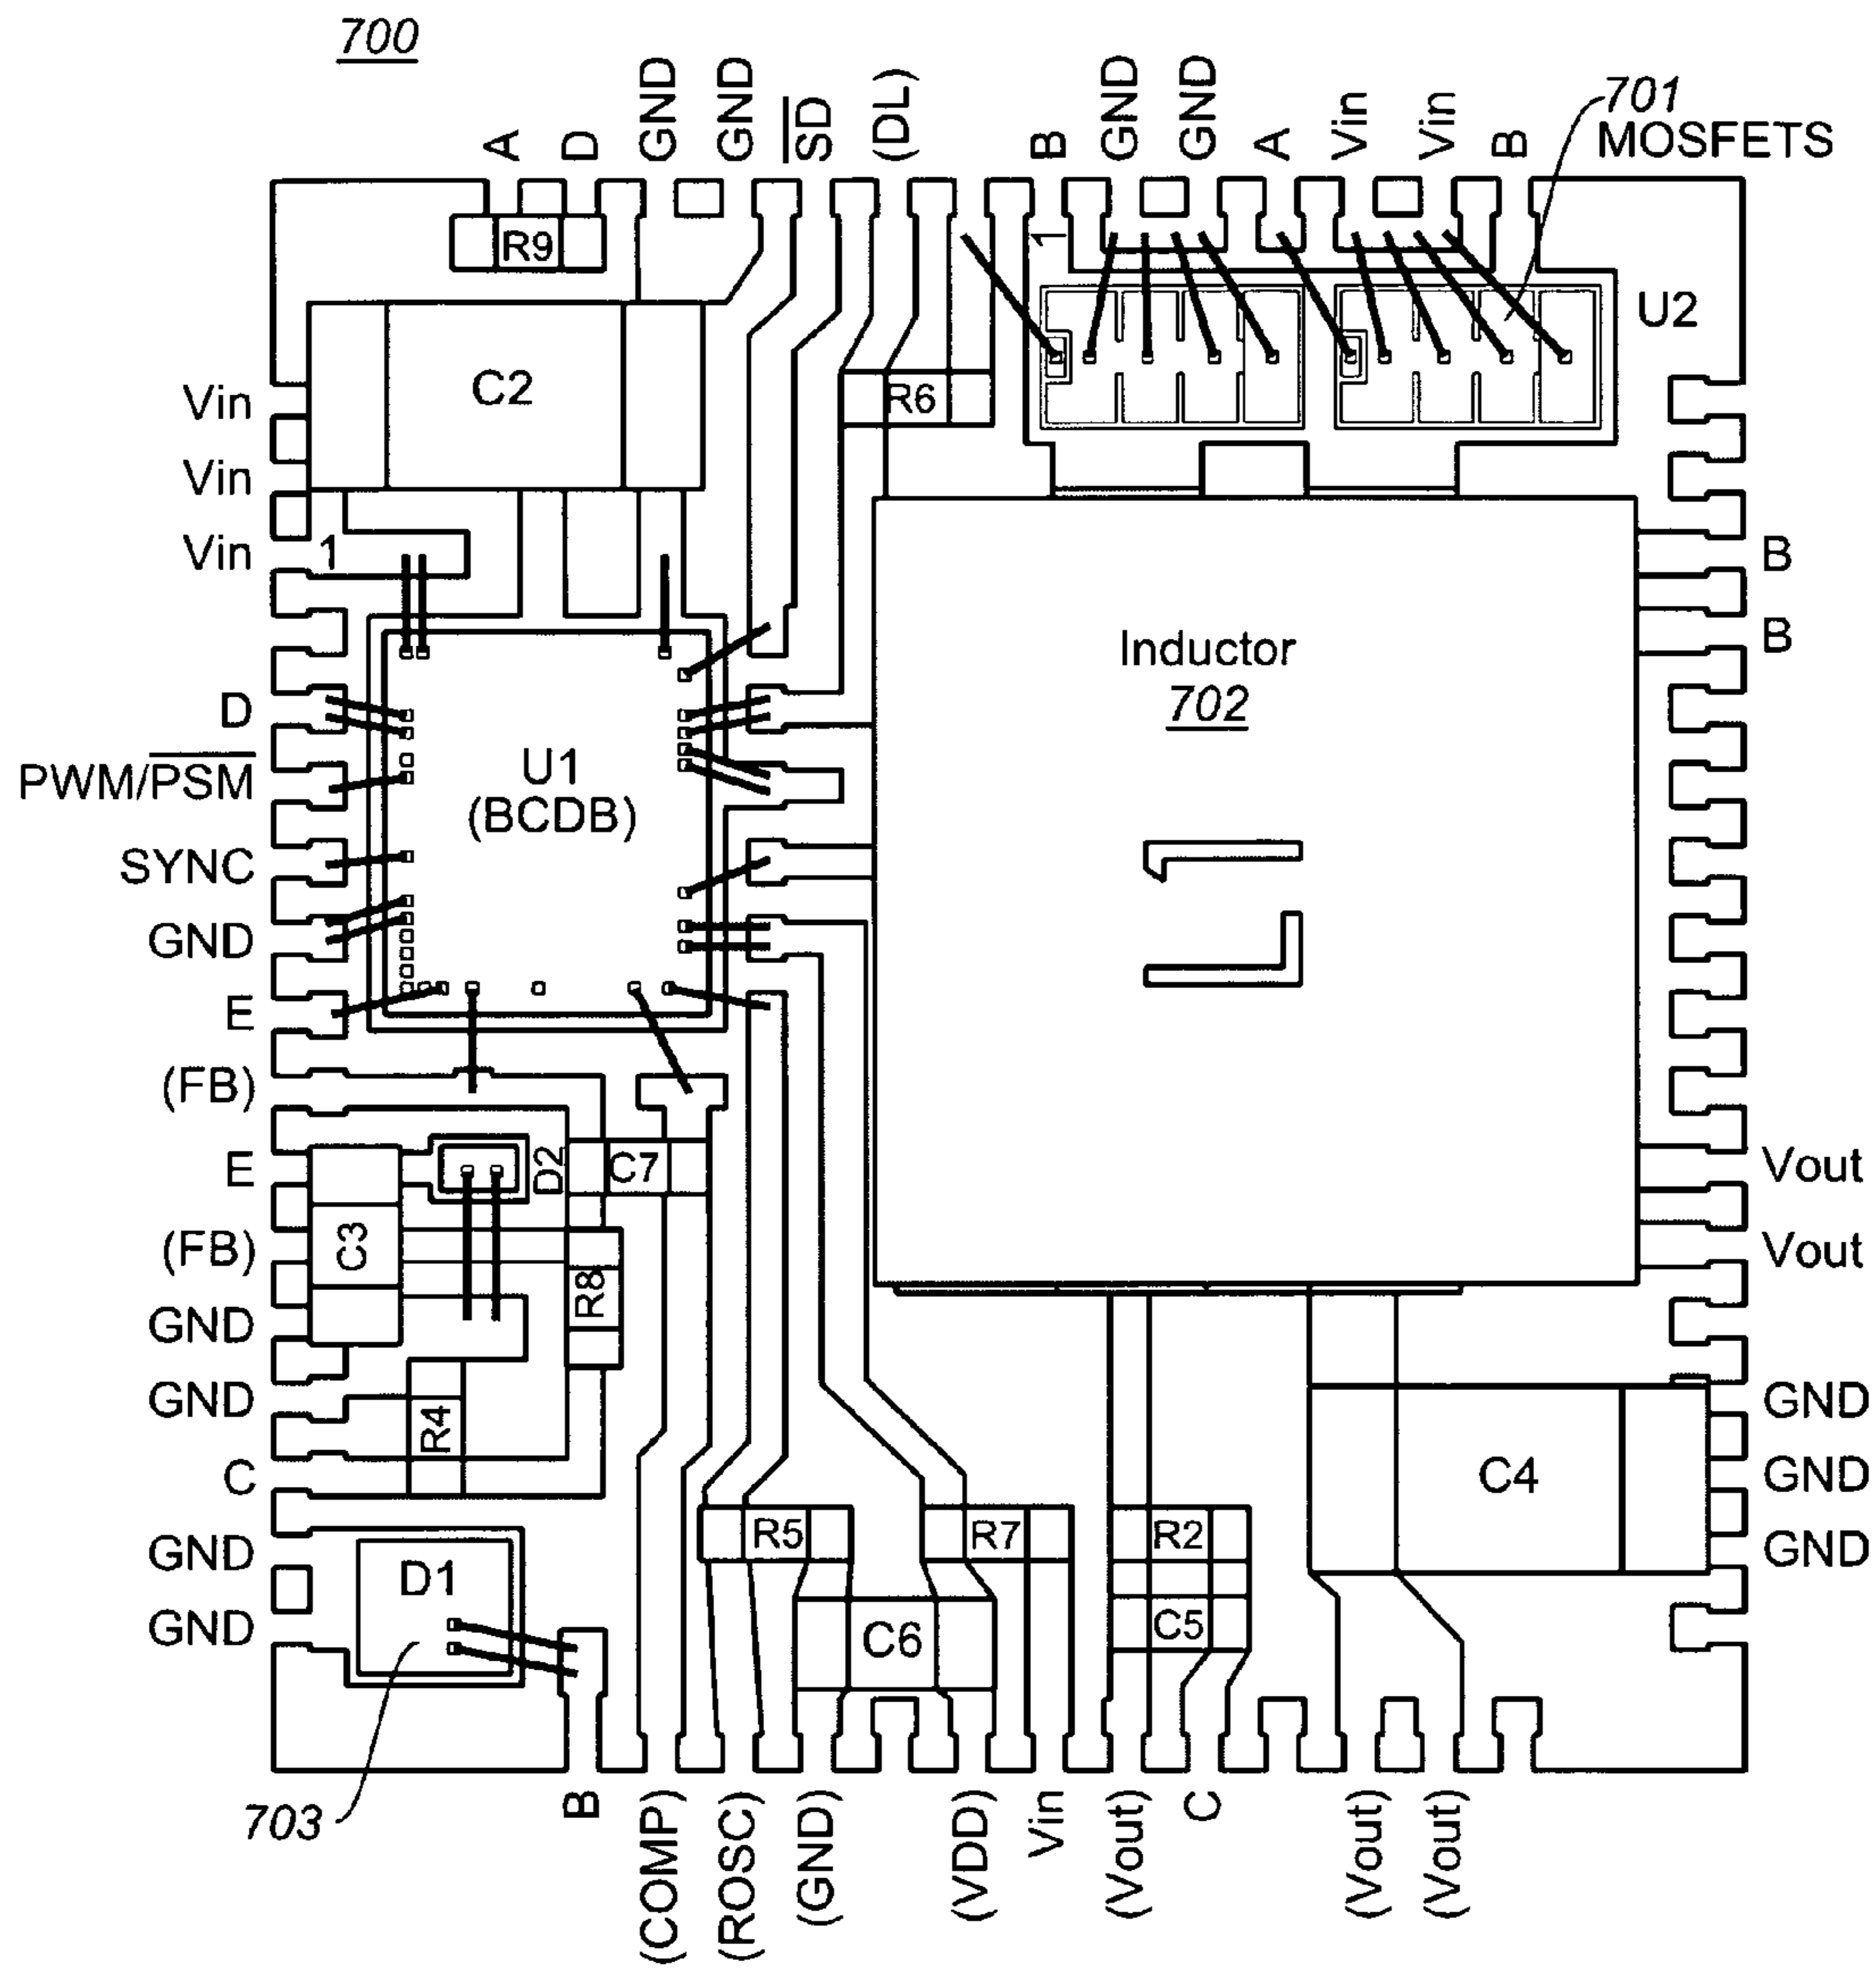 700
A
D
GND
GND
SD
(DL)
B
GND
GND
A
Vin
Vin
B
701
MOSFETS
R9
1
U2
C2
R6
Vin
Vin
Vin
1
B
B
Inductor
702
D
PWM/PSM
U1
(BCDB)
SYNC
L1
GND
E
(FB)
E
D2
C7
Vout
(FB)
C3
Vout
R8
GND
GND
GND
R4
C
C4
GND
GND
R5
R7
R2
GND
D1
GND
C6
C5
703
B
(COMP)
(ROSC)
(GND)
(VDD)
Vin
(Vout)
C
(Vout)
(Vout)